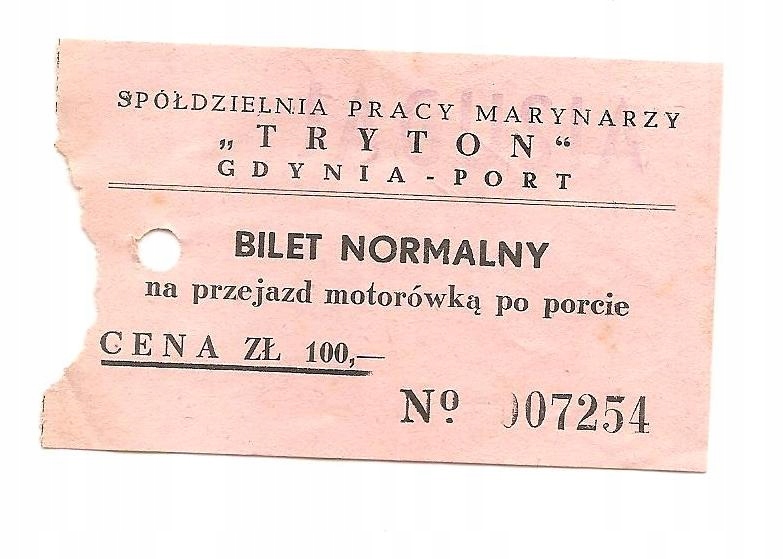 SPÓŁDZIELNIA PRACY MARYNARZY
„TRYTON“
GDYNIA - PORT
BILET NORMALNY
na przejazd motorówką po porcie
CENA ZŁ 100,—
Nº 007254